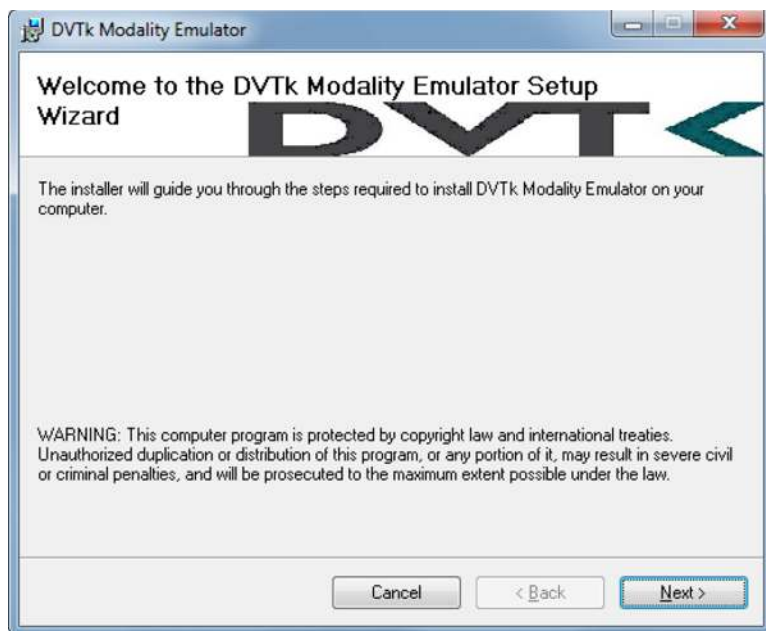 DVTk Modality Emulator
Welcome to the DVTk Modality Emulator Setup
Wizard
DVTK
The installer will guide you through the steps required to install DVTk Modality Emulator on your
computer.
WARNING: This computer program is protected by copyright law and international treaties.
Unauthorized duplication or distribution of this program, or any portion of it, may result in severe civil
or criminal penalties, and will be prosecuted to the maximum extent possible under the law.
Cancel
< Back
Next >